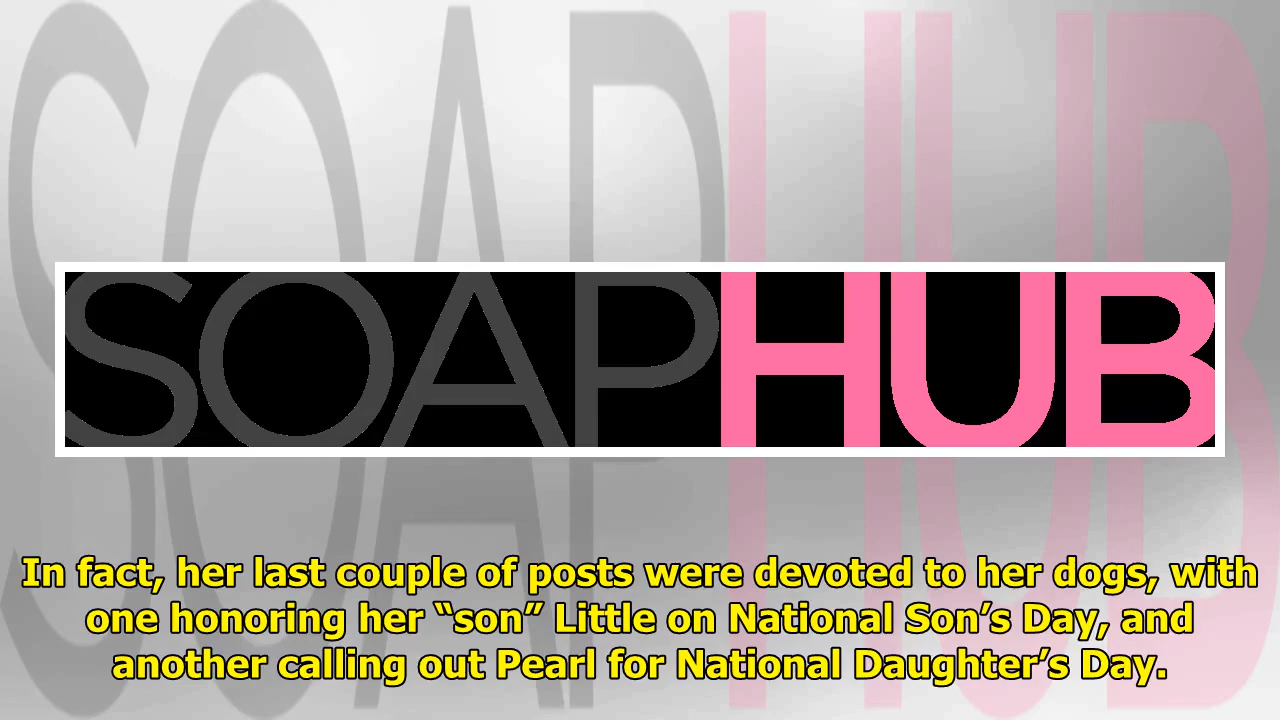 SOAPHUB
SOAPHUB
In fact, her last couple of posts were devoted to her dogs, with
one honoring her “son” Little on National Son’s Day, and
another calling out Pearl for National Daughter’s Day.